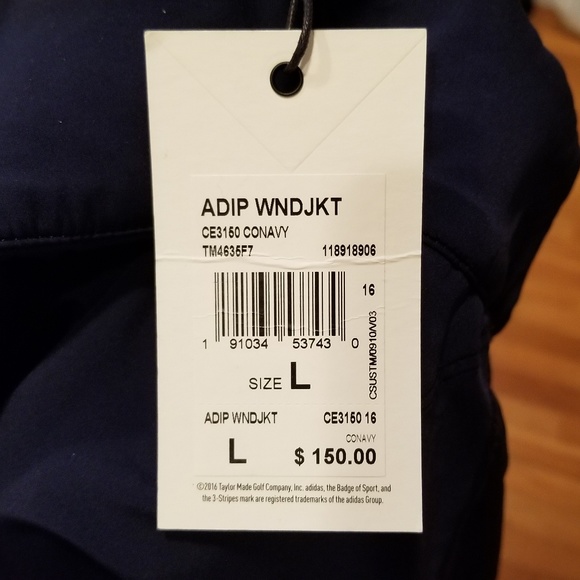 ADIP WNDJKT
CE3150 CONAVY
TM4635F7 118918906
16
1 91034 53743 0
CSUSTM/0910/V03
SIZE L
ADIP WNDJKT CE3150 16
CONAVY
L $ 150.00
©2016 Taylor Made Golf Company, Inc. adidas, the Badge of Sport, and
the 3-Stripes mark are registered trademarks of the adidas Group.